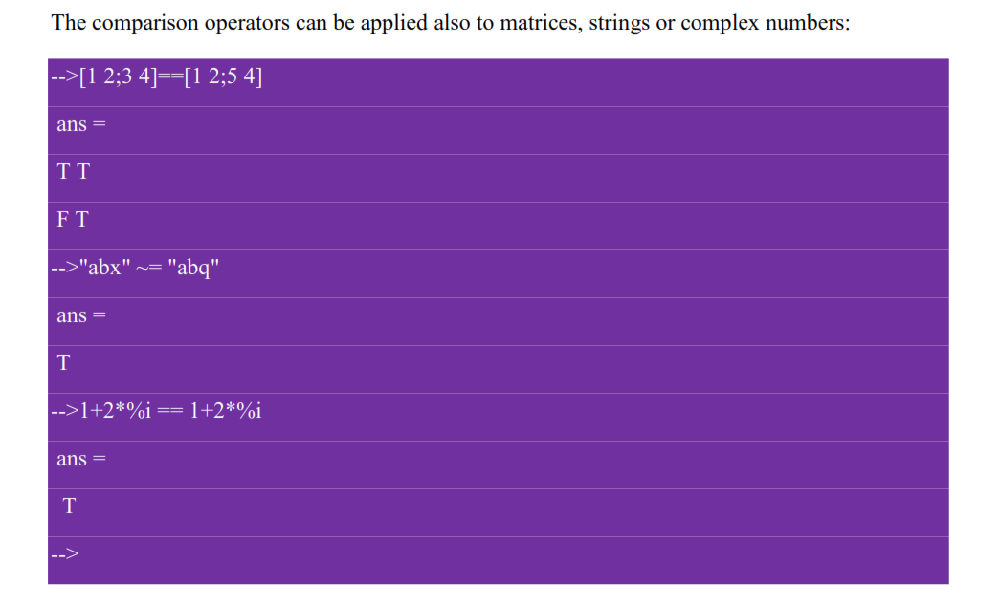 The comparison operators can be applied also to matrices, strings or complex numbers:
-->[1 2;3 4]==[1 2;5 4]
ans =
T T
F T
-->"abx" ~= "abq"
ans =
T
-->1+2*%i == 1+2*%i
ans =
T
-->